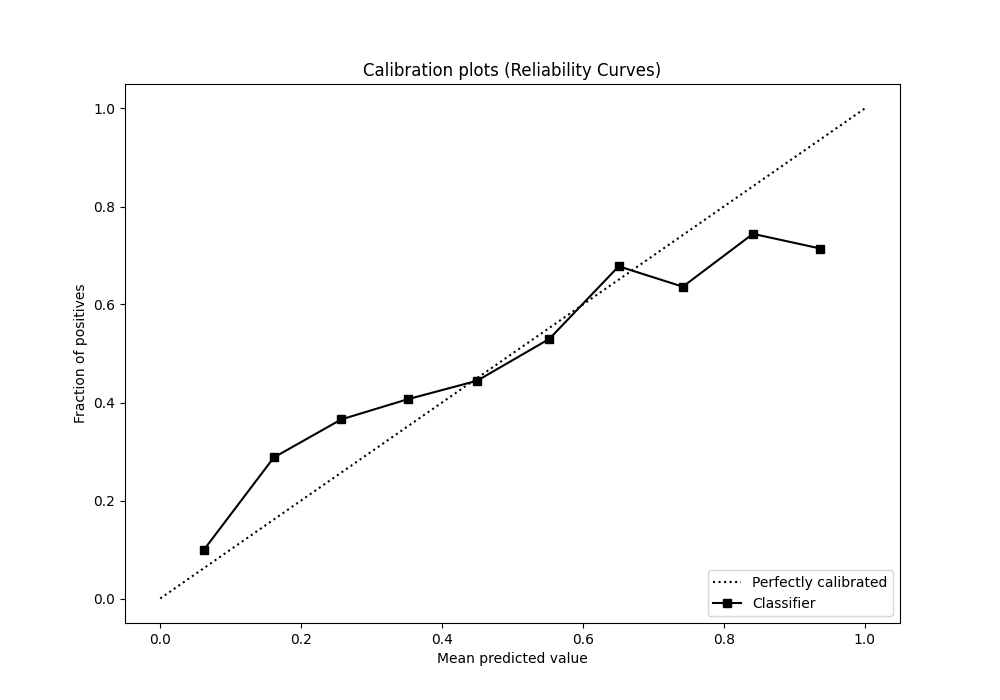 Calibration plots (Reliability Curves)
1.0
0.8
0.6
0.4
0.2
0.0
Fraction of positives
0.0 0.2 0.4 0.6 0.8 1.0
Mean predicted value
Perfectly calibrated
Classifier